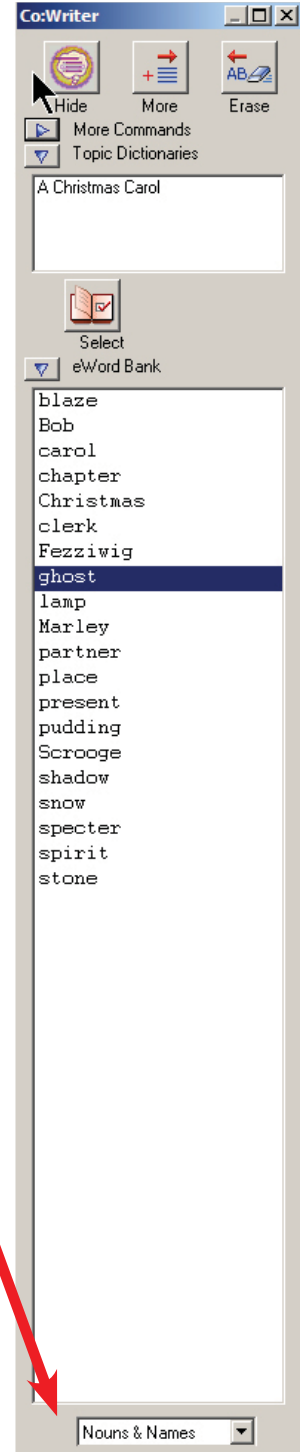 Co:Writer
AB
Hide More Erase
More Commands
Topic Dictionaries
A Christmas Carol
Select
eWord Bank
blaze
Bob
carol
chapter
Christmas
clerk
Fezziwig
ghost
lamp
Marley
partner
place
present
pudding
Scrooge
shadow
snow
specter
spirit
stone
Nouns & Names